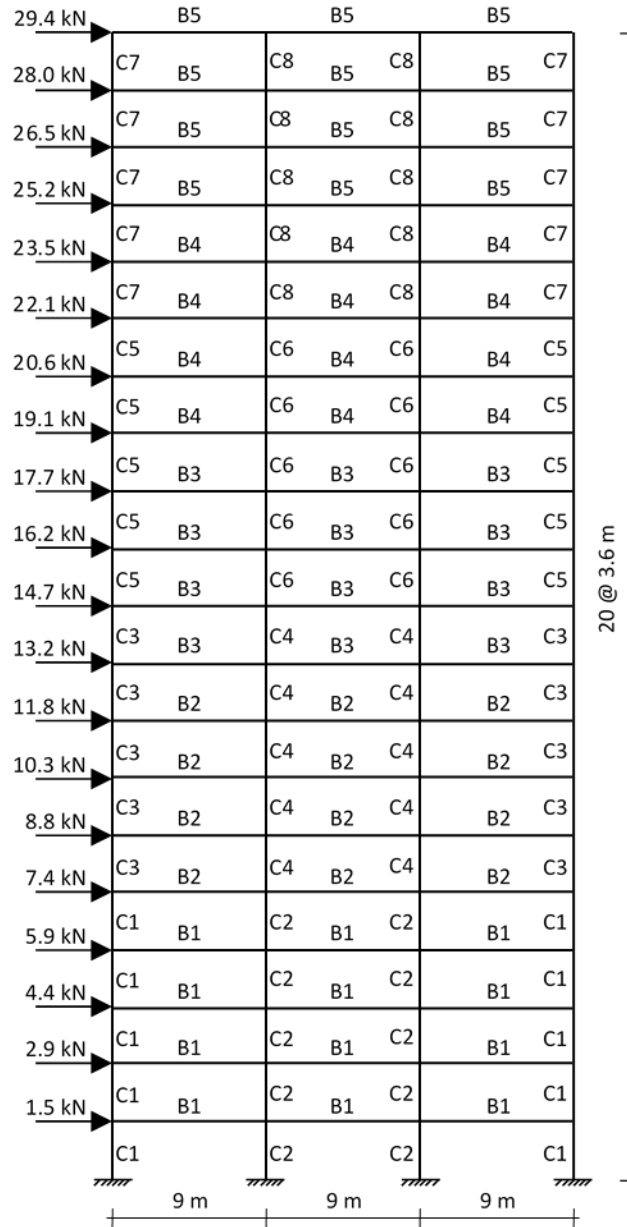 29.4 kN B5 B5 B5
C7 C8 C8 C7
28.0 kN B5 B5 B5
C7 C8 C8 C7
26.5 kN B5 B5 B5
C7 C8 C8 C7
25.2 kN B5 B5 B5
C7 C8 C8 C7
23.5 kN B4 B4 B4
C7 C8 C8 C7
22.1 kN B4 B4 B4
C5 C6 C6 C5
20.6 kN B4 B4 B4
C5 C6 C6 C5
19.1 kN B4 B4 B4
C5 C6 C6 C5
17.7 kN B3 B3 B3
C5 C6 C6 C5
16.2 kN B3 B3 B3
C5 C6 C6 C5
14.7 kN B3 B3 B3
C3 C4 C4 C3
13.2 kN B3 B3 B3
C3 C4 C4 C3
11.8 kN B2 B2 B2
C3 C4 C4 C3
10.3 kN B2 B2 B2
C3 C4 C4 C3
8.8 kN B2 B2 B2
C3 C4 C4 C3
7.4 kN B2 B2 B2
C1 C2 C2 C1
5.9 kN B1 B1 B1
C1 C2 C2 C1
4.4 kN B1 B1 B1
C1 C2 C2 C1
2.9 kN B1 B1 B1
C1 C2 C2 C1
1.5 kN B1 B1 B1
C1 C2 C2 C1
9 m 9 m 9 m
20 @ 3.6 m